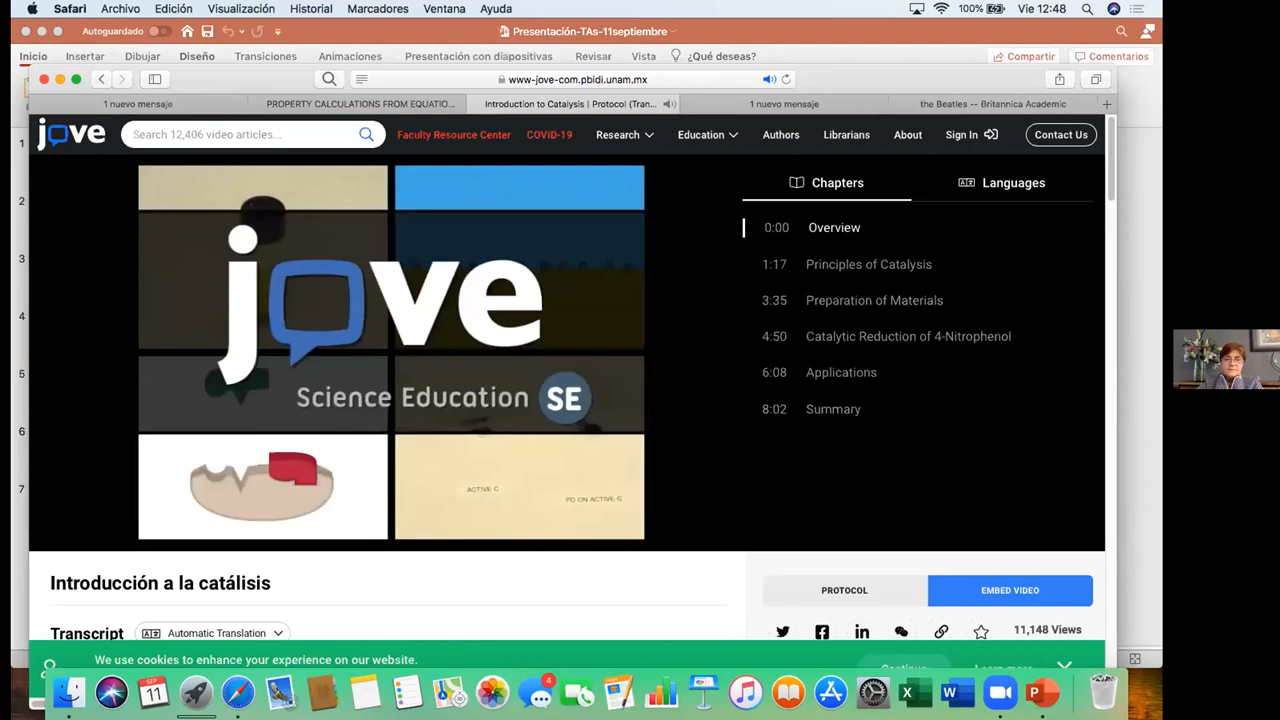 Safari Archivo Edición Visualización Historial Marcadores Ventana Ayuda 100% Vie 12:48
Autoguardado Presentación-TAs-11septiembre
Inicio Insertar Dibujar Diseño Transiciones Animaciones Presentación con diapositivas Revisar Vista ¿Qué deseas? Compartir Comentarios
www-jove-com.pbidi.unam.mx
1 nuevo mensaje PROPERTY CALCULATIONS FROM EQUATIO... Introduction to Catalysis | Protocol (Tran... 1 nuevo mensaje the Beatles -- Britannica Academic
jove Search 12,406 video articles... Faculty Resource Center COVID-19 Research Education Authors Librarians About Sign In Contact Us
1
2
3
4
5
6
7
jove
Science Education SE
ACTIVE C
PD ON ACTIVE C
Chapters Languages
0:00 Overview
1:17 Principles of Catalysis
3:35 Preparation of Materials
4:50 Catalytic Reduction of 4-Nitrophenol
6:08 Applications
8:02 Summary
Introducción a la catálisis
PROTOCOL EMBED VIDEO
Transcript Automatic Translation
11,148 Views
We use cookies to enhance your experience on our website.
Continue Learn more
SEP
11
4